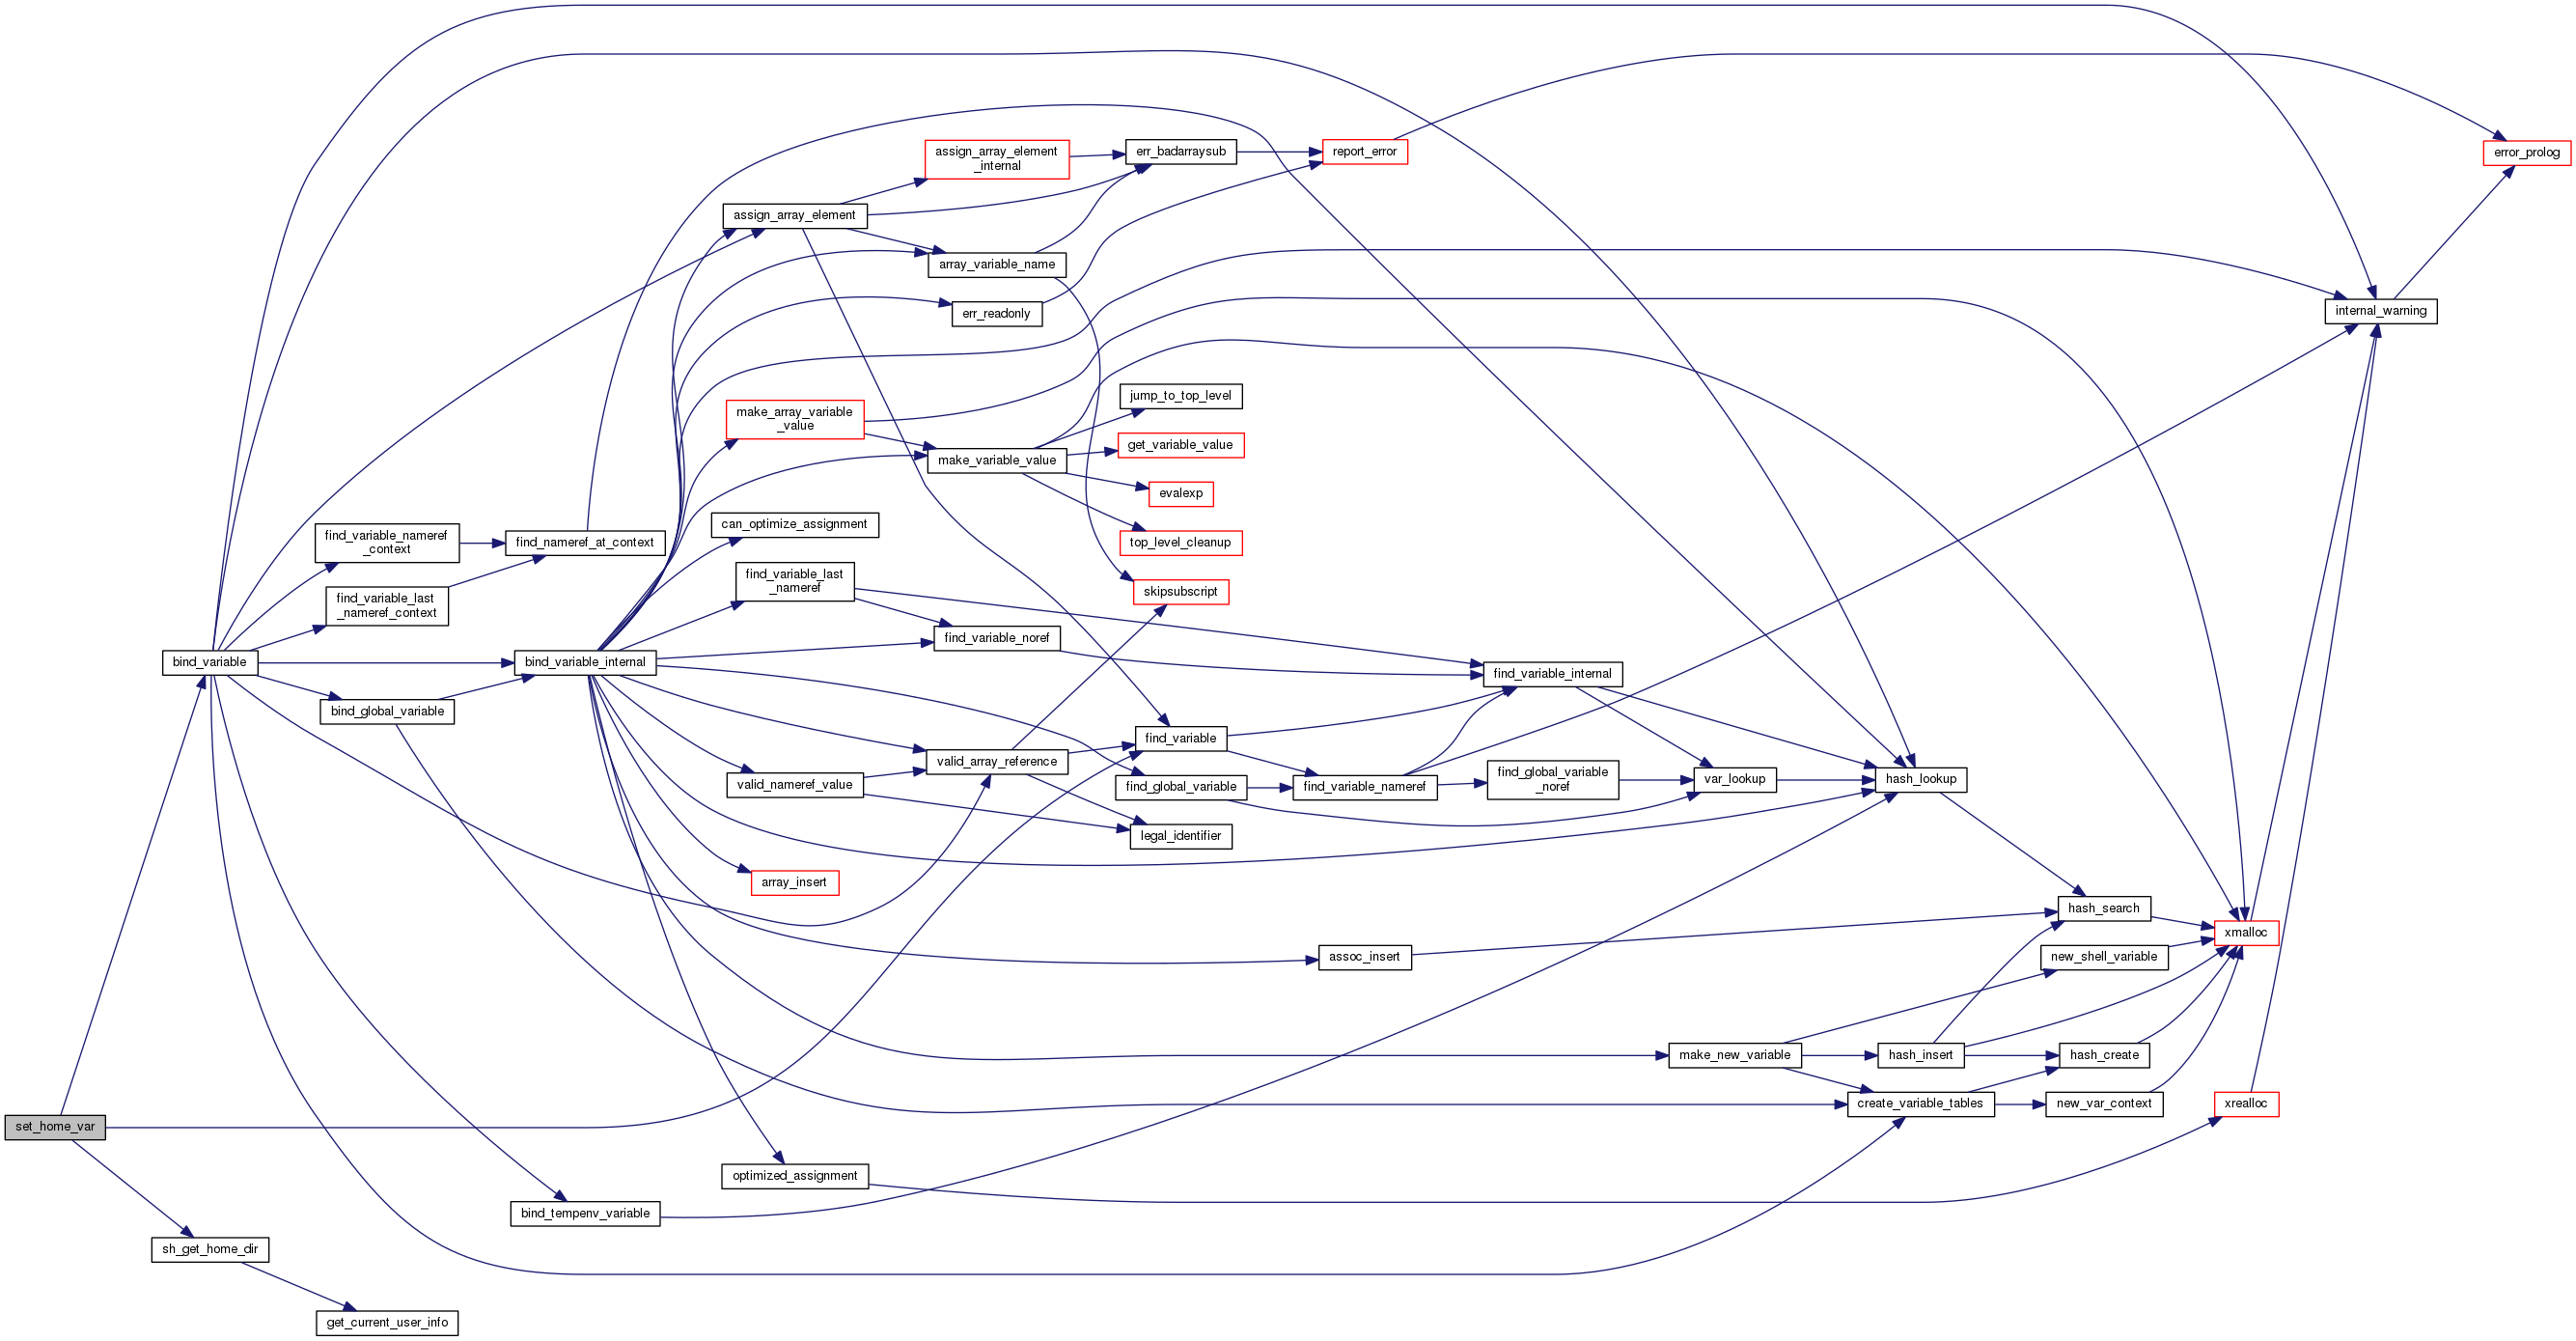 error_prolog
assign_array_element
_internal
err_badarraysub
report_error
assign_array_element
array_variable_name
err_readonly
internal_warning
jump_to_top_level
make_array_variable
_value
get_variable_value
make_variable_value
evalexp
can_optimize_assignment
find_variable_nameref
_context
find_nameref_at_context
top_level_cleanup
find_variable_last
_nameref
skipsubscript
find_variable_last
_nameref_context
find_variable_noref
bind_variable
bind_variable_internal
find_variable_internal
bind_global_variable
find_variable
valid_array_reference
find_global_variable
_noref
var_lookup
hash_lookup
valid_nameref_value
find_global_variable
find_variable_nameref
legal_identifier
array_insert
hash_search
xmalloc
assoc_insert
new_shell_variable
make_new_variable
hash_insert
hash_create
create_variable_tables
new_var_context
xrealloc
set_home_var
optimized_assignment
bind_tempenv_variable
sh_get_home_dir
get_current_user_info